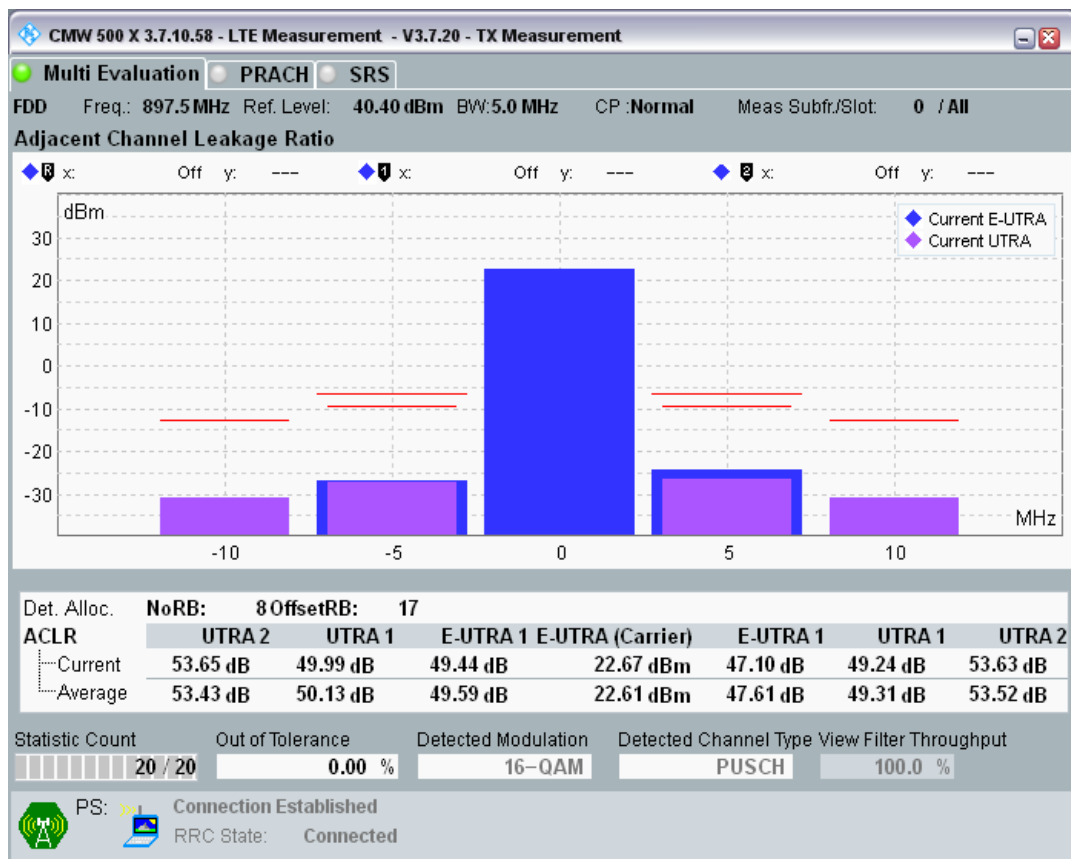 CMW 500 X 3.7.10.58 - LTE Measurement - V3.7.20 - TX Measurement
Multi Evaluation PRACH SRS
FDD Freq.: 897.5 MHz Ref. Level: 40.40 dBm BW:5.0 MHz CP :Normal Meas Subfr./Slot: 0 / All
Adjacent Channel Leakage Ratio
R x: Off y: --- 1 x: Off y: --- 2 x: Off y: ---
dBm
Current E-UTRA
Current UTRA
30
20
10
0
-10
-20
-30
MHz
-10 -5 0 5 10
Det. Alloc. NoRB: 8 OffsetRB: 17
ACLR UTRA 2 UTRA 1 E-UTRA 1 E-UTRA (Carrier) E-UTRA 1 UTRA 1 UTRA 2
Current 53.65 dB 49.99 dB 49.44 dB 22.67 dBm 47.10 dB 49.24 dB 53.63 dB
Average 53.43 dB 50.13 dB 49.59 dB 22.61 dBm 47.61 dB 49.31 dB 53.52 dB
Statistic Count Out of Tolerance Detected Modulation Detected Channel Type View Filter Throughput
20 / 20 0.00 % 16-QAM PUSCH 100.0 %
PS: Connection Established
RRC State: Connected